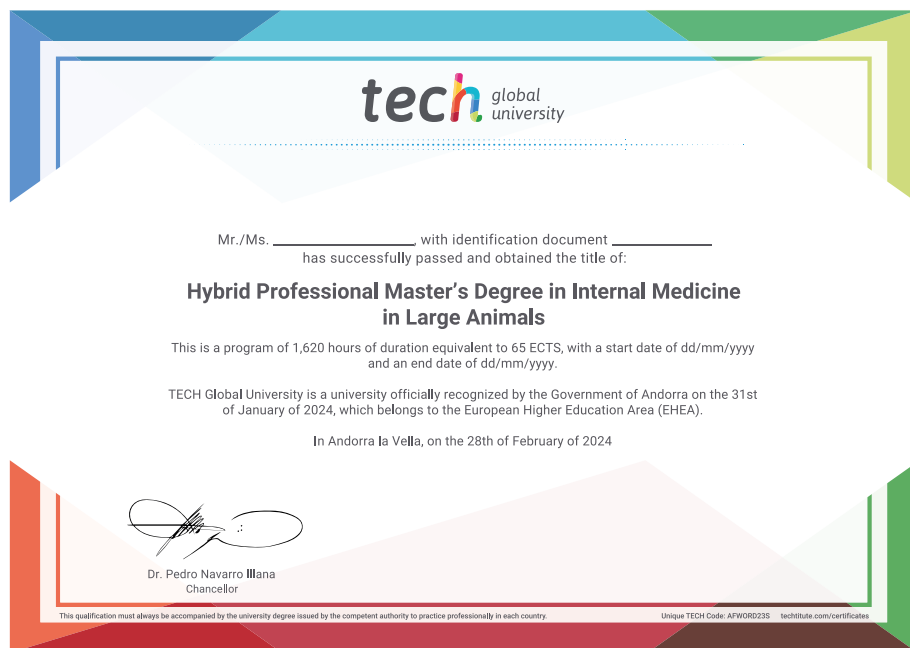 tech global university
Mr./Ms. ____________, with identification document ____________
has successfully passed and obtained the title of:
Hybrid Professional Master's Degree in Internal Medicine
in Large Animals
This is a program of 1,620 hours of duration equivalent to 65 ECTS, with a start date of dd/mm/yyyy
and an end date of dd/mm/yyyy.
TECH Global University is a university officially recognized by the Government of Andorra on the 31st
of January of 2024, which belongs to the European Higher Education Area (EHEA).
In Andorra la Vella, on the 28th of February of 2024
Dr. Pedro Navarro Illana
Chancellor
This qualification must always be accompanied by the university degree issued by the competent authority to practice professionally in each country.
Unique TECH Code: AFWORD23S techtitute.com/certificates